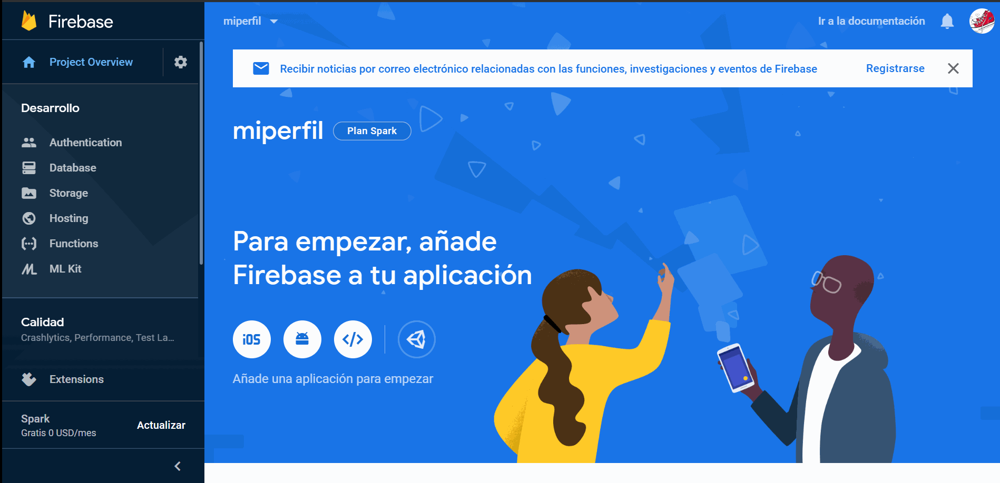 Firebase
Project Overview
Desarrollo
Authentication
Database
Storage
Hosting
Functions
ML Kit
Calidad
Crashlytics, Performance, Test La...
Extensions
Spark
Gratis 0 USD/mes
Actualizar
miperfil
Ir a la documentación
Recibir noticias por correo electrónico relacionadas con las funciones, investigaciones y eventos de Firebase
Registrarse
miperfil
Plan Spark
Para empezar, añade
Firebase a tu aplicación
iOS
Añade una aplicación para empezar